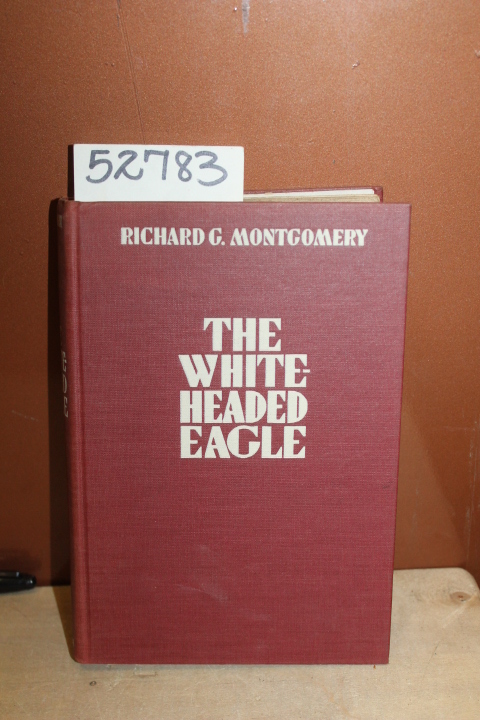 52783
RICHARD G. MONTGOMERY
THE
WHITE-
HEADED
EAGLE